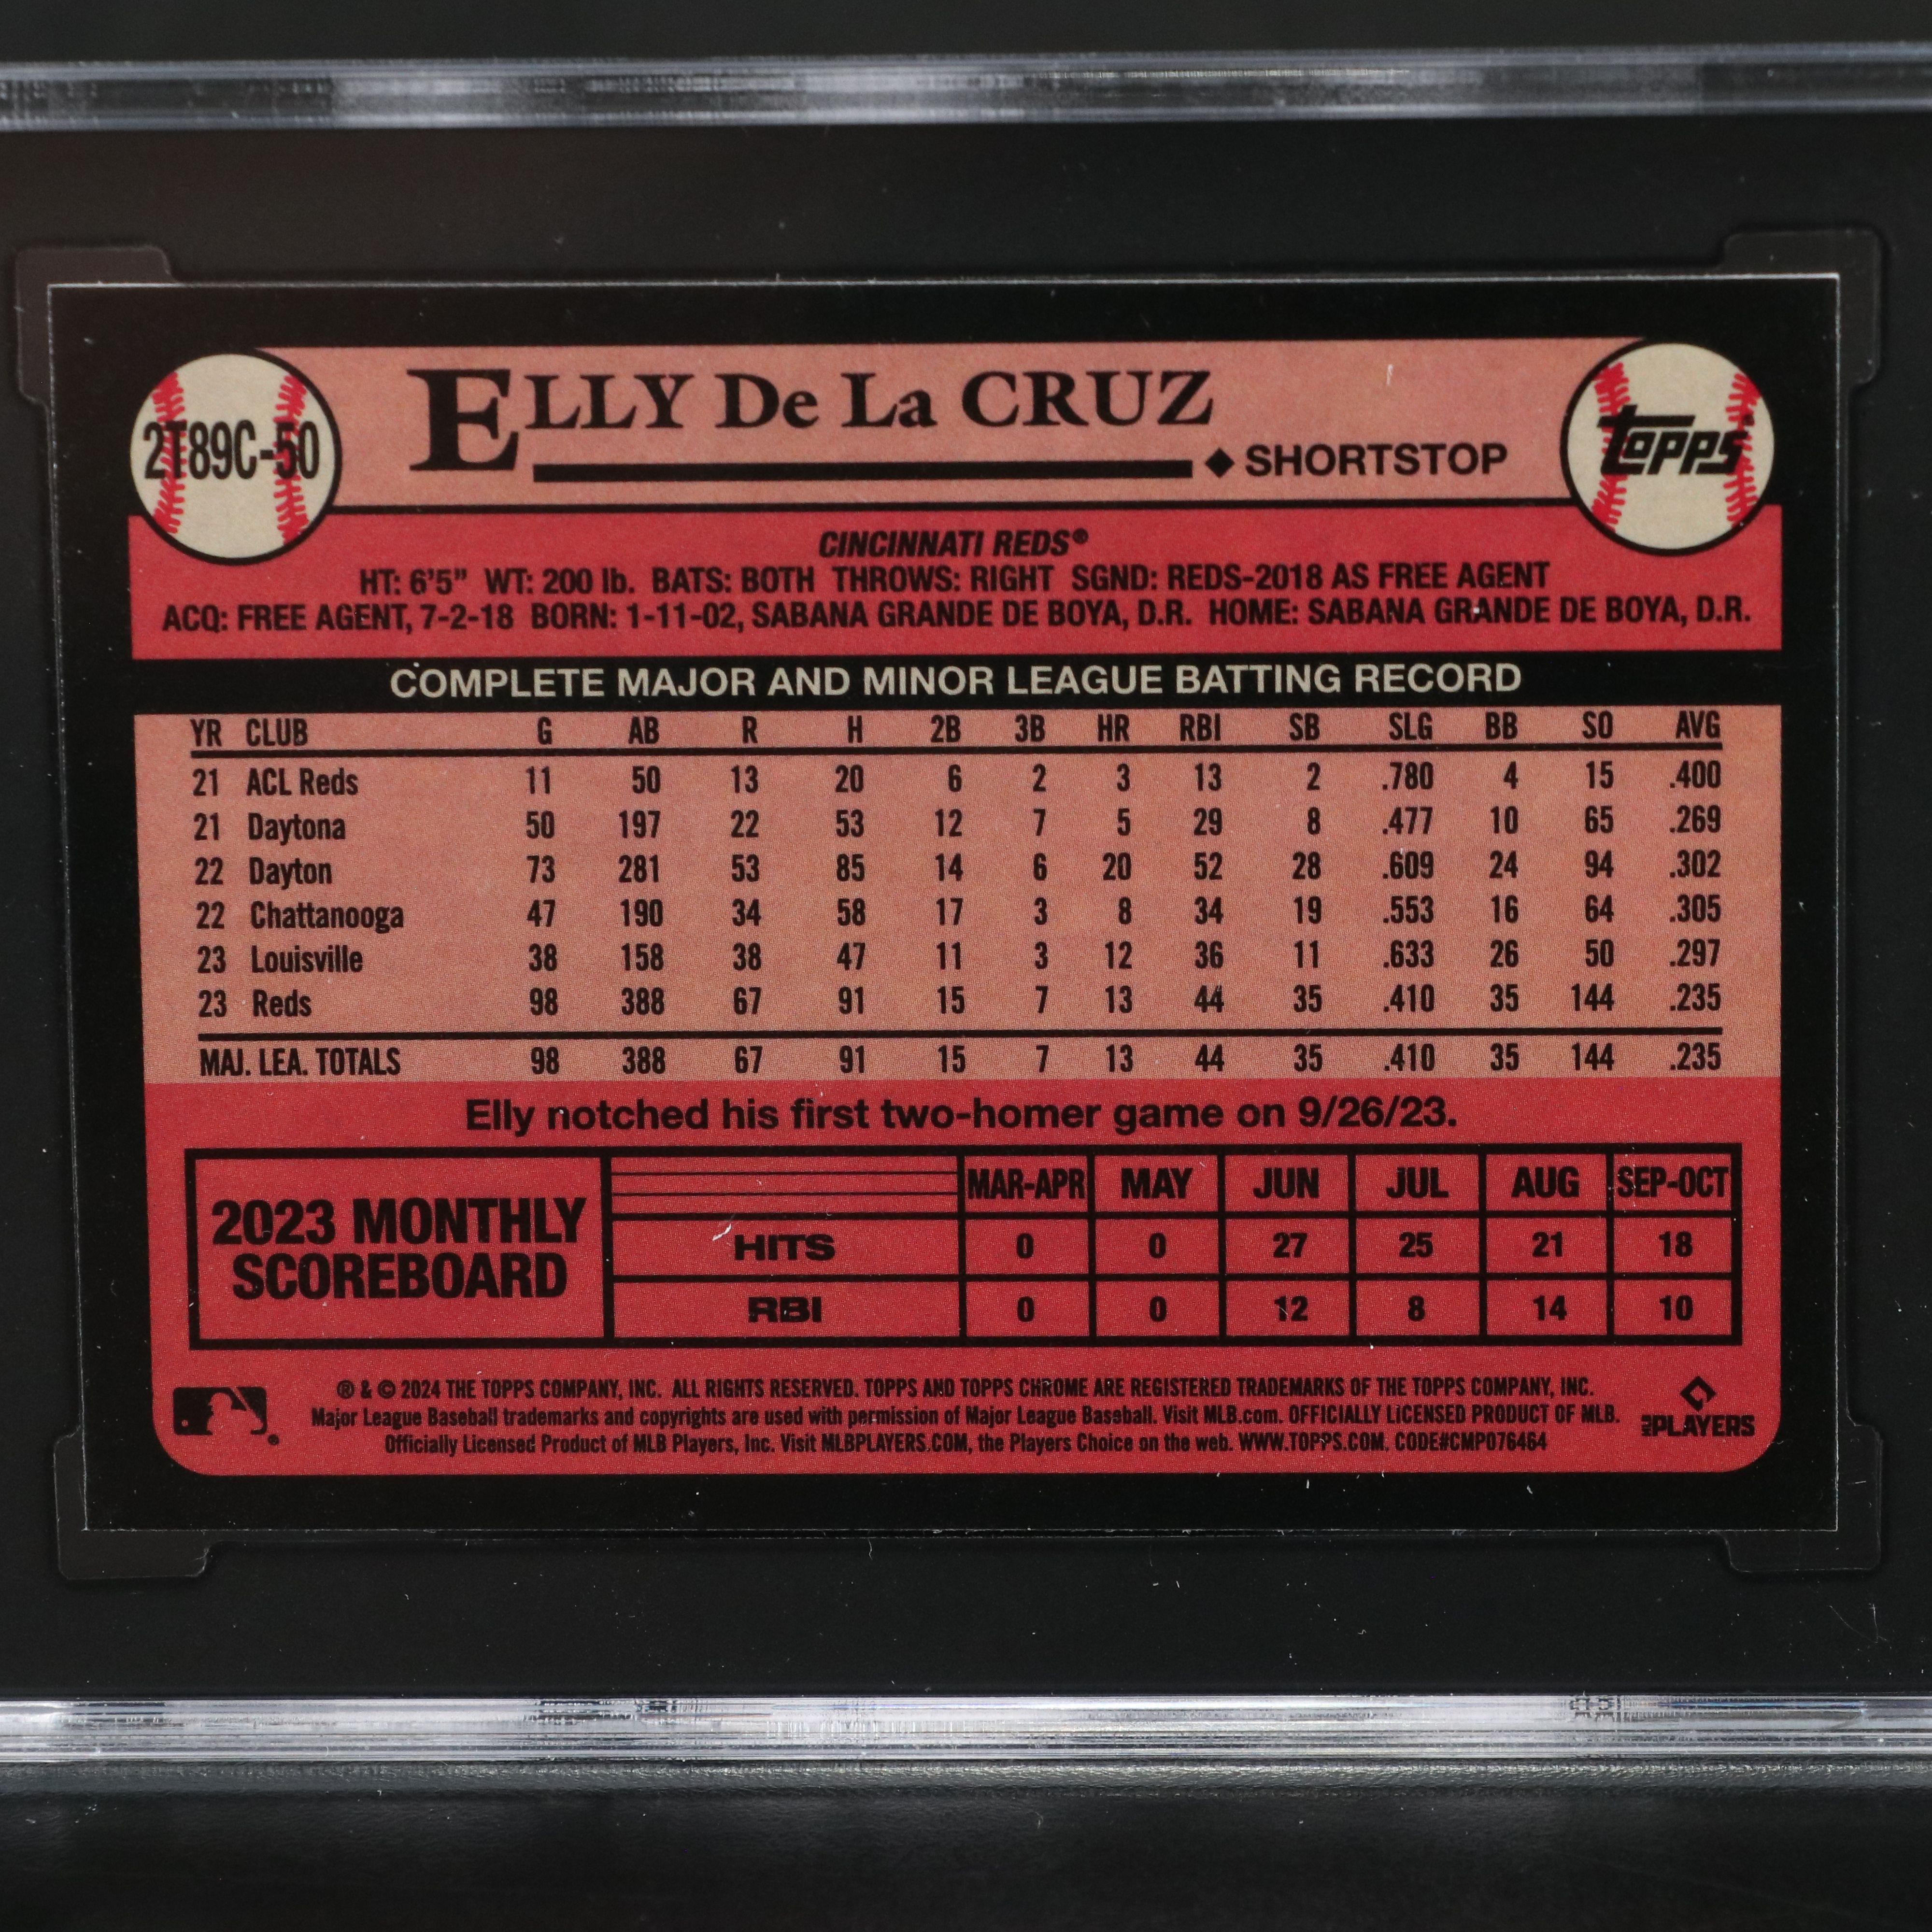 2T89C-50
ELLY De La CRUZ
◆SHORTSTOP
TOPPS
CINCINNATI REDS®
HT: 6'5" WT: 200 lb. BATS: BOTH THROWS: RIGHT SGND: REDS-2018 AS FREE AGENT
ACQ: FREE AGENT, 7-2-18 BORN: 1-11-02, SABANA GRANDE DE BOYA, D.R. HOME: SABANA GRANDE DE BOYA, D.R.
COMPLETE MAJOR AND MINOR LEAGUE BATTING RECORD
YR CLUB G AB R H 2B 3B HR RBI SB SLG BB SO AVG
21 ACL Reds 11 50 13 20 6 2 3 13 2 .780 4 15 .400
21 Daytona 50 197 22 53 12 7 5 29 8 .477 10 65 .269
22 Dayton 73 281 53 85 14 6 20 52 28 .609 24 94 .302
22 Chattanooga 47 190 34 58 17 3 8 34 19 .553 16 64 .305
23 Louisville 38 158 38 47 11 3 12 36 11 .633 26 50 .297
23 Reds 98 388 67 91 15 7 13 44 35 .410 35 144 .235
MAJ. LEA. TOTALS 98 388 67 91 15 7 13 44 35 .410 35 144 .235
Elly notched his first two-homer game on 9/26/23.
2023 MONTHLY
SCOREBOARD
MAR-APR MAY JUN JUL AUG SEP-OCT
HITS 0 0 27 25 21 18
RBI 0 0 12 8 14 10
® & © 2024 THE TOPPS COMPANY, INC. ALL RIGHTS RESERVED. TOPPS AND TOPPS CHROME ARE REGISTERED TRADEMARKS OF THE TOPPS COMPANY, INC.
Major League Baseball trademarks and copyrights are used with permission of Major League Baseball. Visit MLB.com. OFFICIALLY LICENSED PRODUCT OF MLB.
Officially Licensed Product of MLB Players, Inc. Visit MLBPLAYERS.COM, the Players Choice on the web. WWW.TOPPS.COM. CODE#CMP076464
MLB PLAYERS